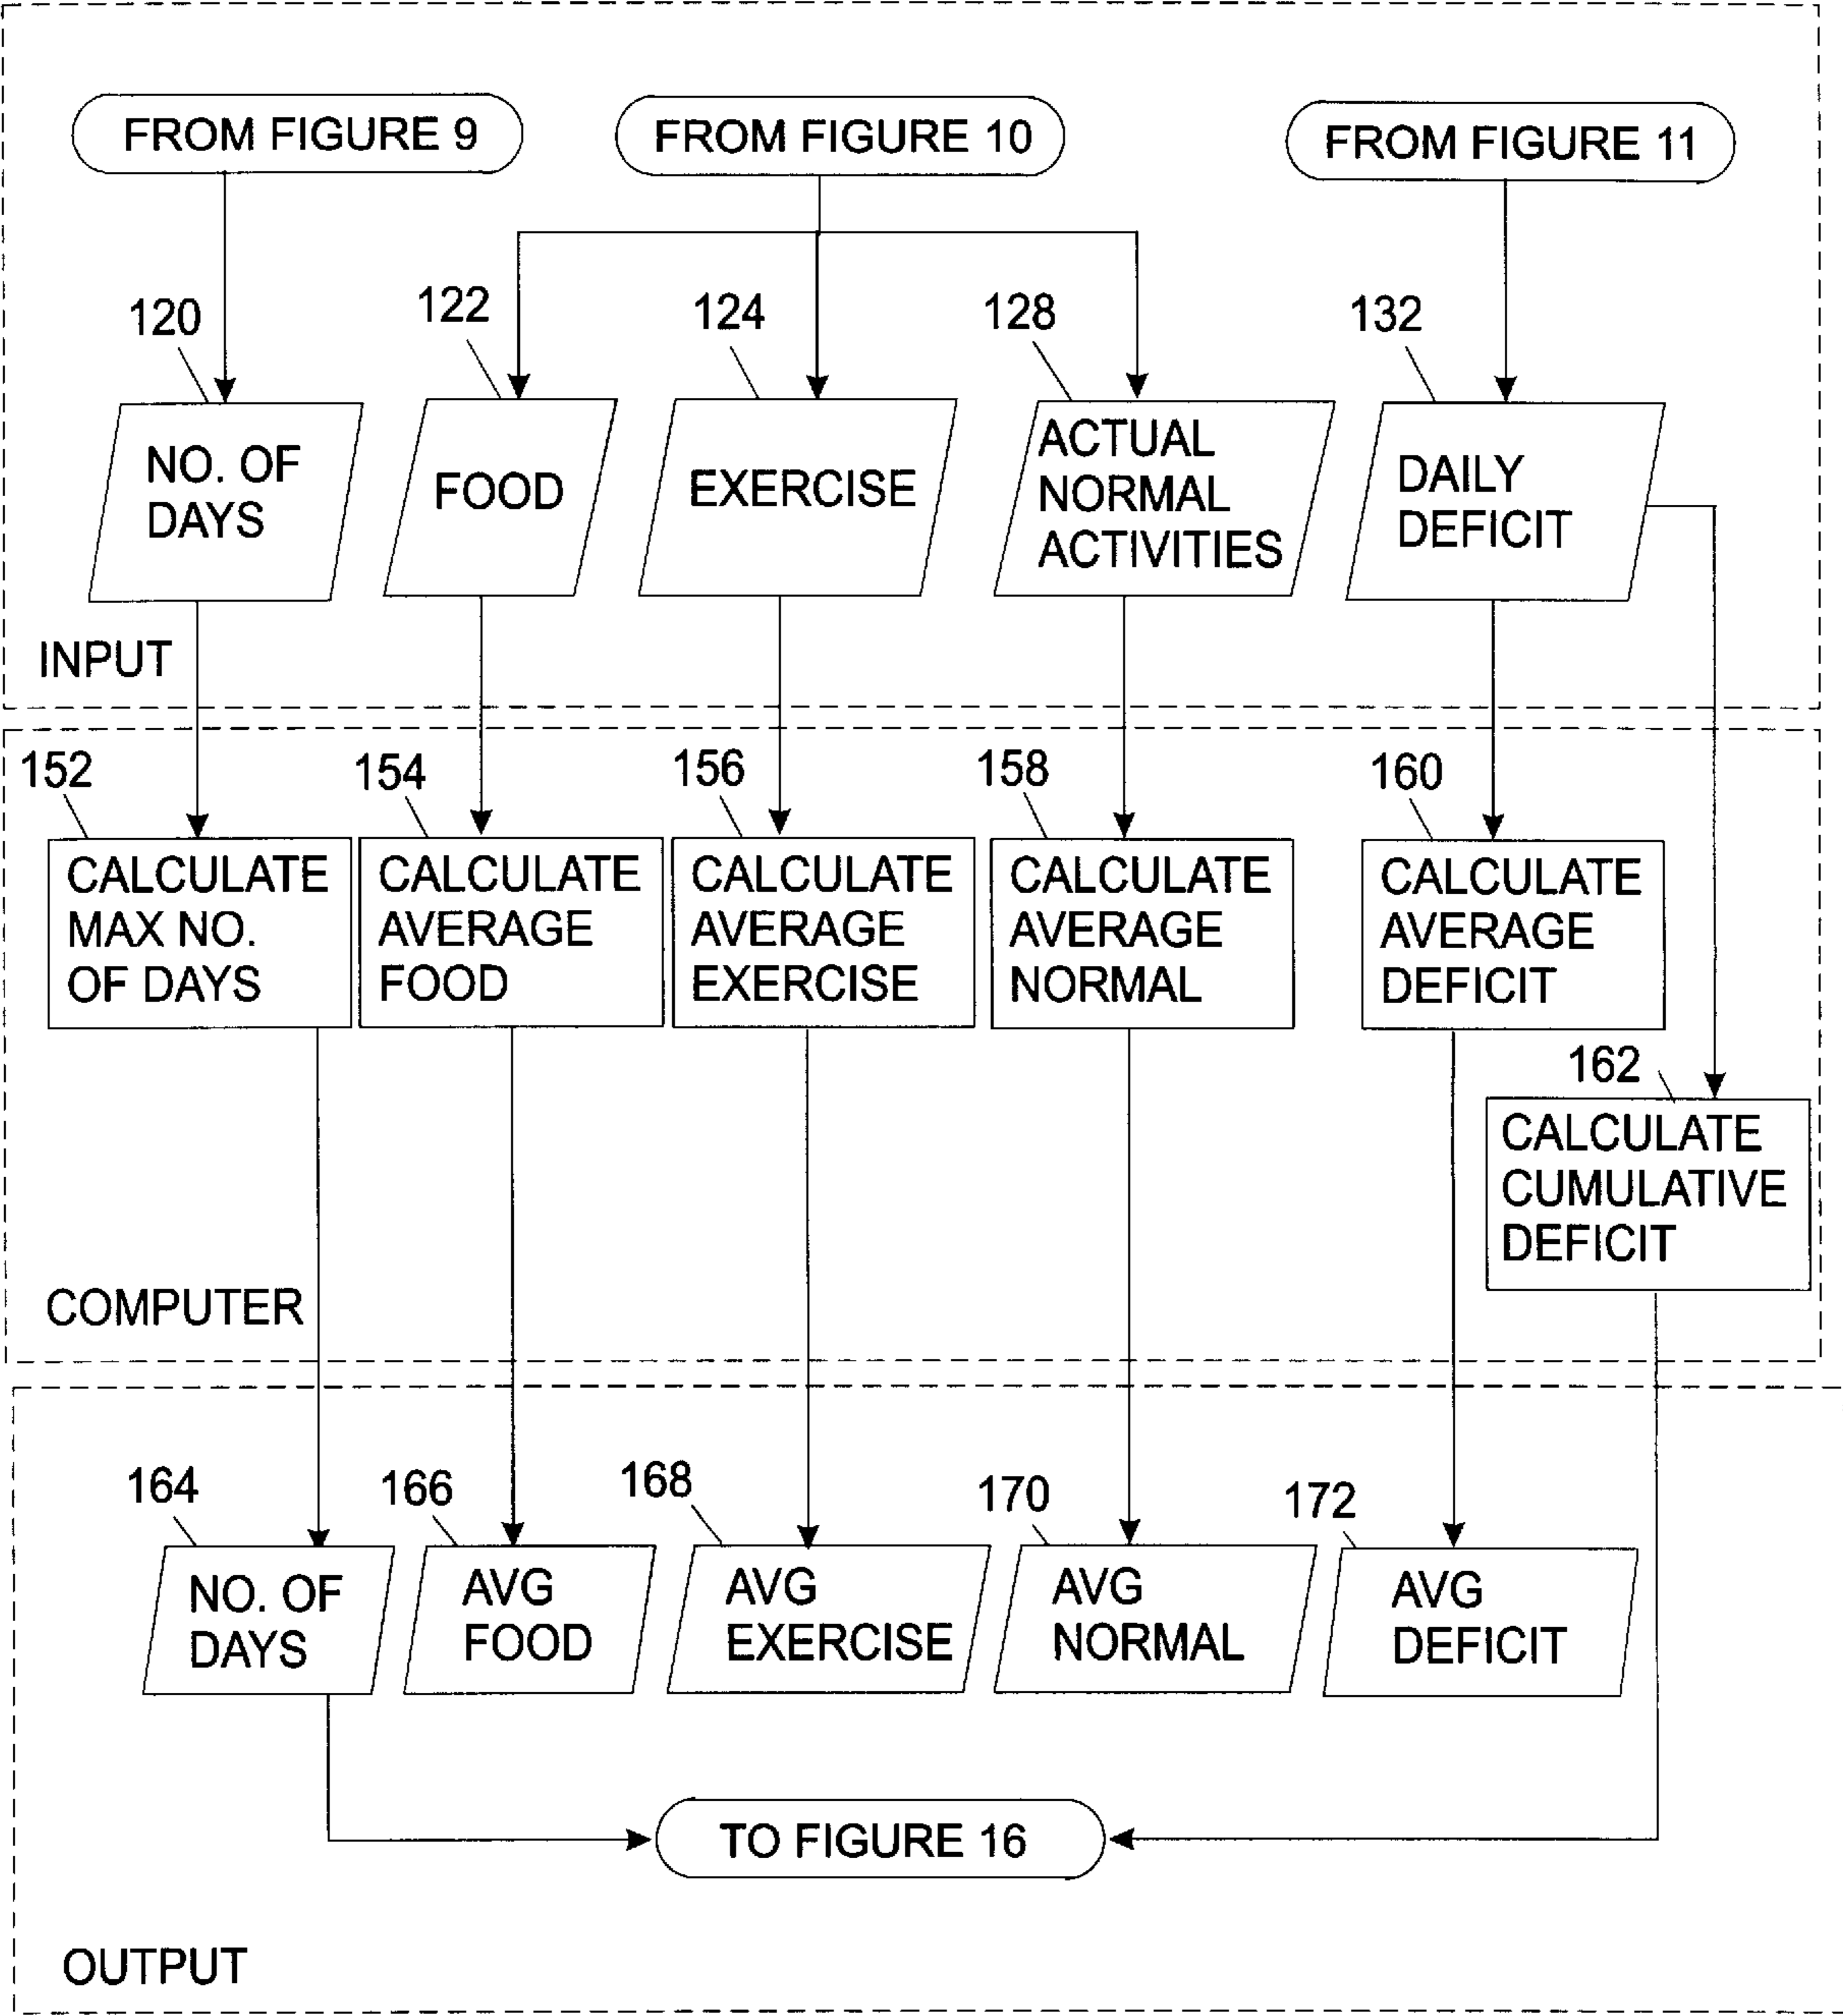 FROM FIGURE 9
FROM FIGURE 10
FROM FIGURE 11
120
122
124
128
132
NO. OF
DAYS
FOOD
EXERCISE
ACTUAL
NORMAL
ACTIVITIES
DAILY
DEFICIT
INPUT
152
154
156
158
160
CALCULATE
MAX NO.
OF DAYS
CALCULATE
AVERAGE
FOOD
CALCULATE
AVERAGE
EXERCISE
CALCULATE
AVERAGE
NORMAL
CALCULATE
AVERAGE
DEFICIT
162
CALCULATE
CUMULATIVE
DEFICIT
COMPUTER
164
166
168
170
172
NO. OF
DAYS
AVG
FOOD
AVG
EXERCISE
AVG
NORMAL
AVG
DEFICIT
TO FIGURE 16
OUTPUT